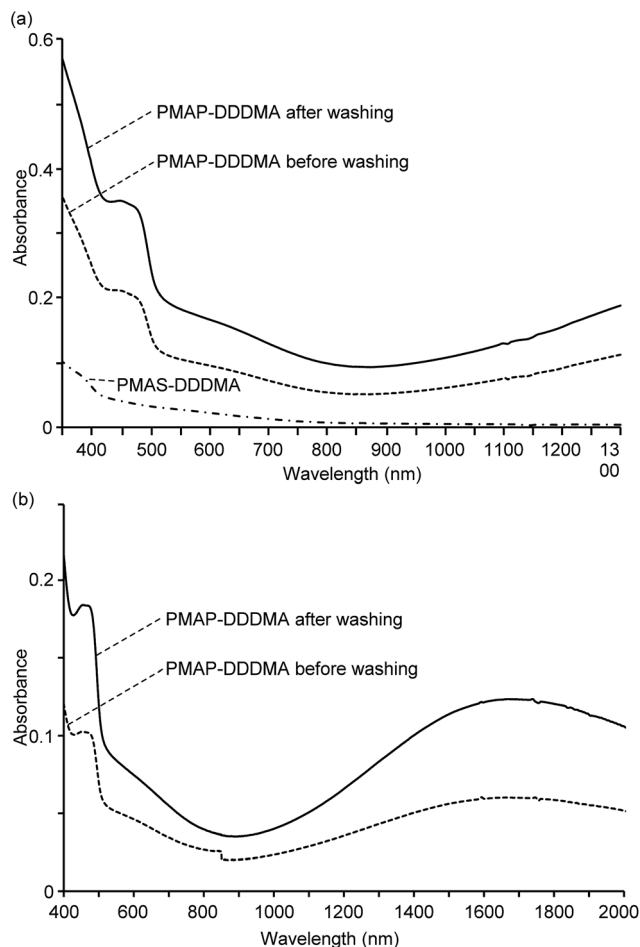 (a)
0.6
PMAP-DDDMA after washing
PMAP-DDDMA before washing
0.4
Absorbance
0.2
PMAS-DDDMA
0
400 500 600 700 800 900 1000 1100 1200 13
00
Wavelength (nm)
(b)
0.2
PMAP-DDDMA after washing
PMAP-DDDMA before washing
Absorbance
0.1
0
400 600 800 1000 1200 1400 1600 1800 2000
Wavelength (nm)